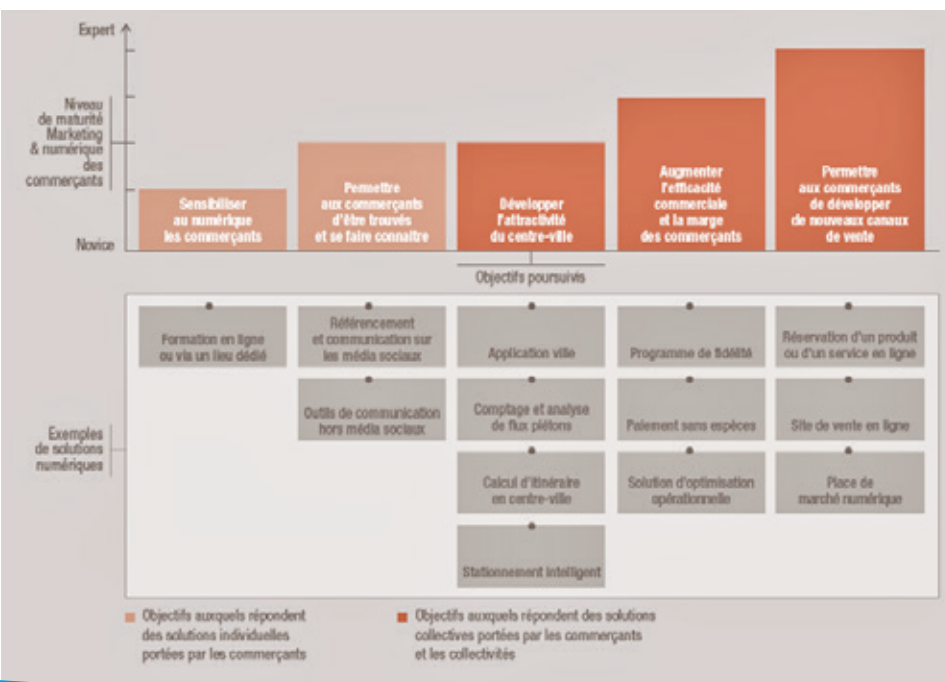 Expert
Niveau
de maturité
Marketing
& numérique
des
commerçants
Novice
Sensibiliser
au numérique
les commerçants
Permettre
aux commerçants
d'être trouvés
et se faire connaitre
Développer
l'attractivité
du centre-ville
Augmenter
l'efficacité
commerciale
et la marge
des commerçants
Permettre
aux commerçants
de développer
de nouveaux canaux
de vente
Objectifs poursuivis
Exemples
de solutions
numériques
Formation en ligne
ou via un lieu dédié
Référencement
et communication sur
les média sociaux
Outils de communication
hors média sociaux
Application ville
Comptage et analyse
de flux piétons
Calcul d'itinéraire
en centre-ville
Stationnement intelligent
Programme de fidélité
Paiement sans espèces
Solution d'optimisation
opérationnelle
Réservation d'un produit
ou d'un service en ligne
Site de vente en ligne
Place de
marché numérique
Objectifs auxquels répondent
des solutions individuelles
portées par les commerçants
Objectifs auxquels répondent des solutions
collectives portées par les commerçants
et les collectivités